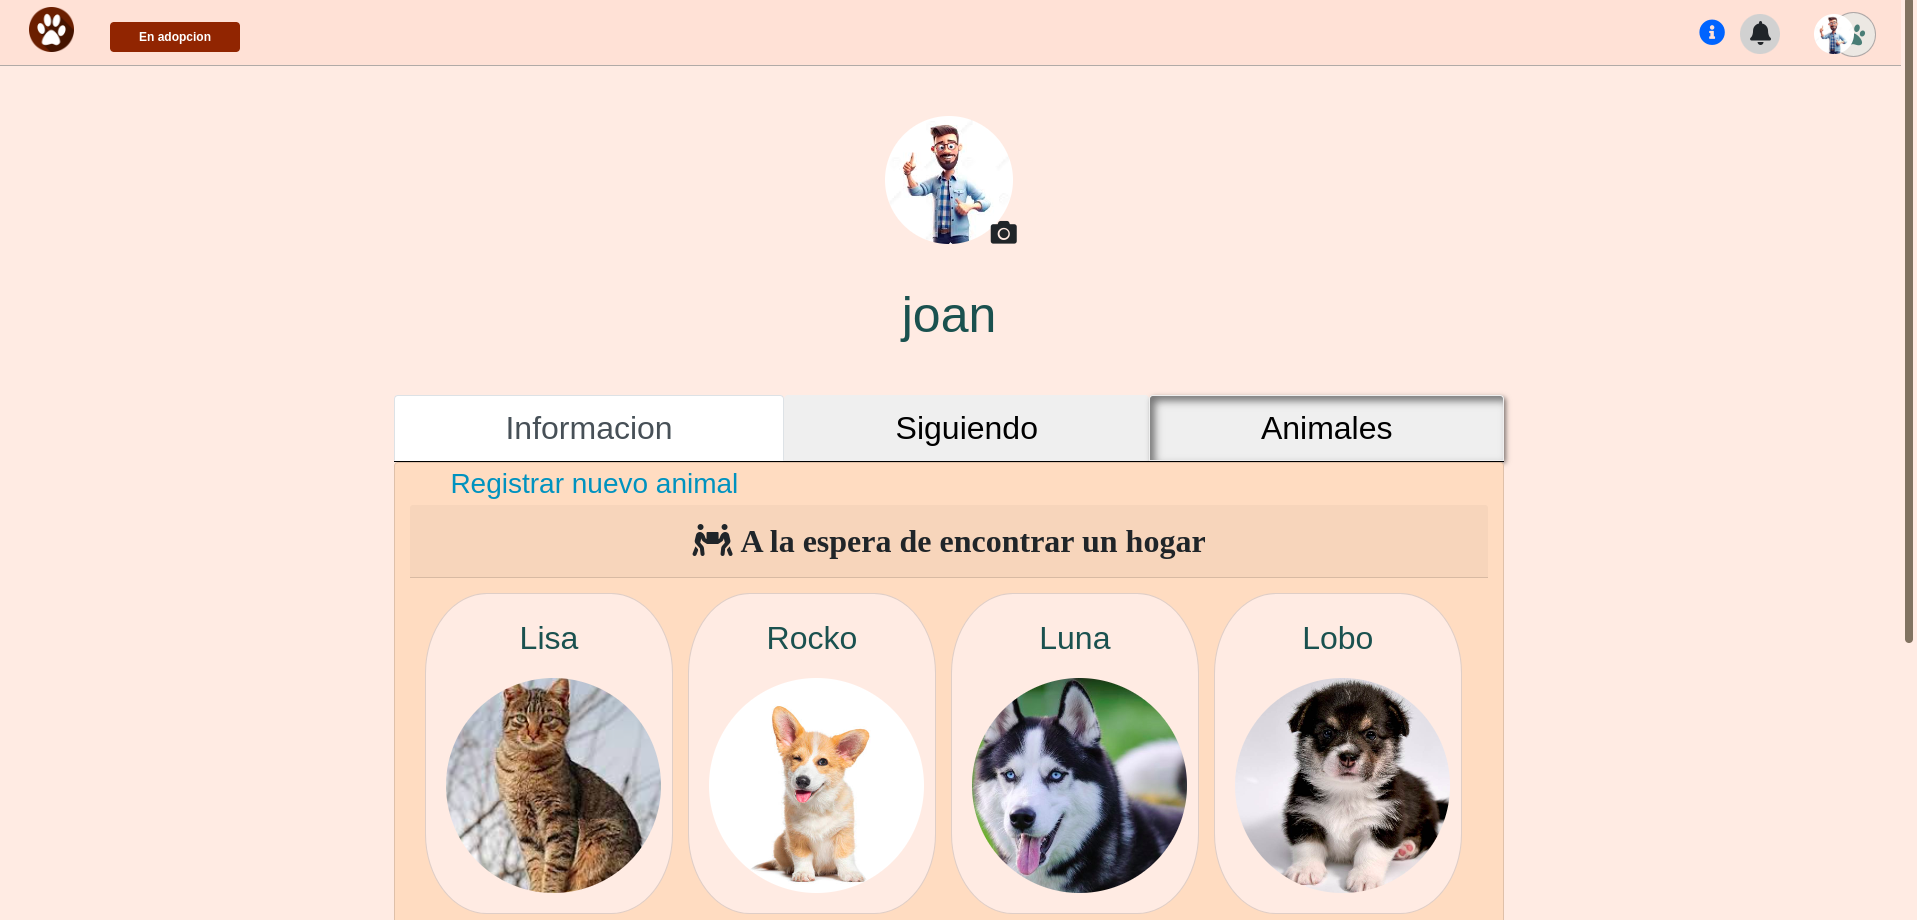 En adopcion
joan
Informacion
Siguiendo
Animales
Registrar nuevo animal
A la espera de encontrar un hogar
Lisa
Rocko
Luna
Lobo